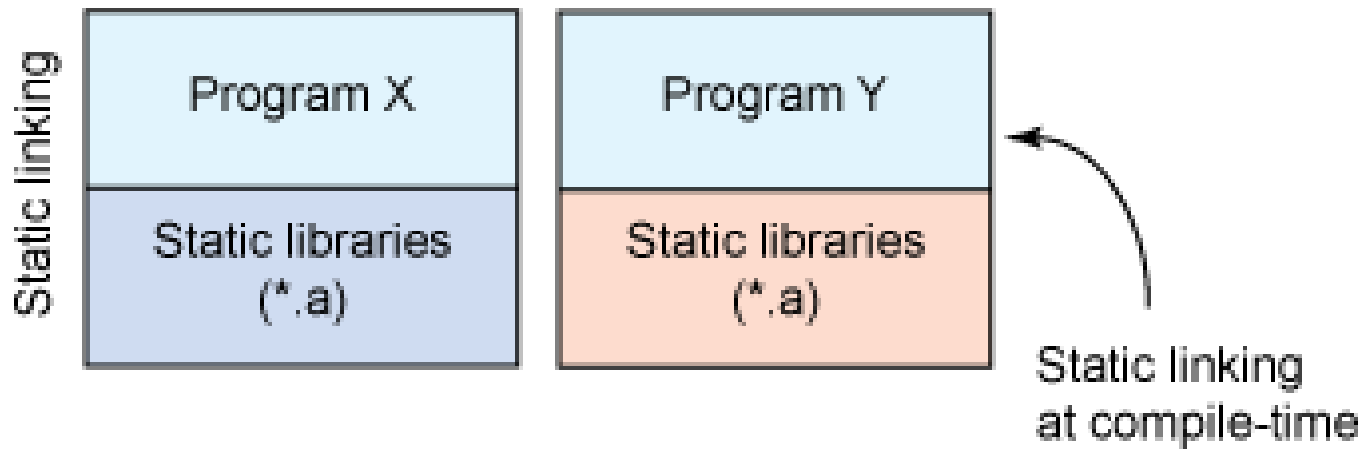 Static linking
Program X
Static libraries
(*.a)
Program Y
Static libraries
(*.a)
Static linking
at compile-time